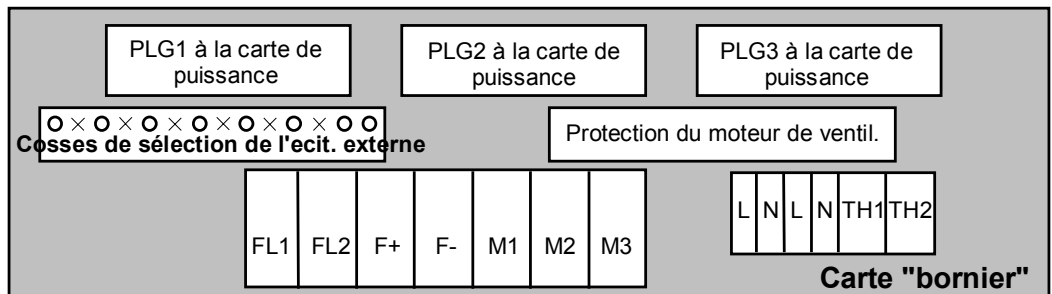 PLG1 à la carte de
puissance
PLG2 à la carte de
puissance
PLG3 à la carte de
puissance
Cosses de sélection de l'ecit. externe
Protection du moteur de ventil.
FL1 FL2 F+ F- M1 M2 M3
L N L N TH1 TH2
Carte "bornier"